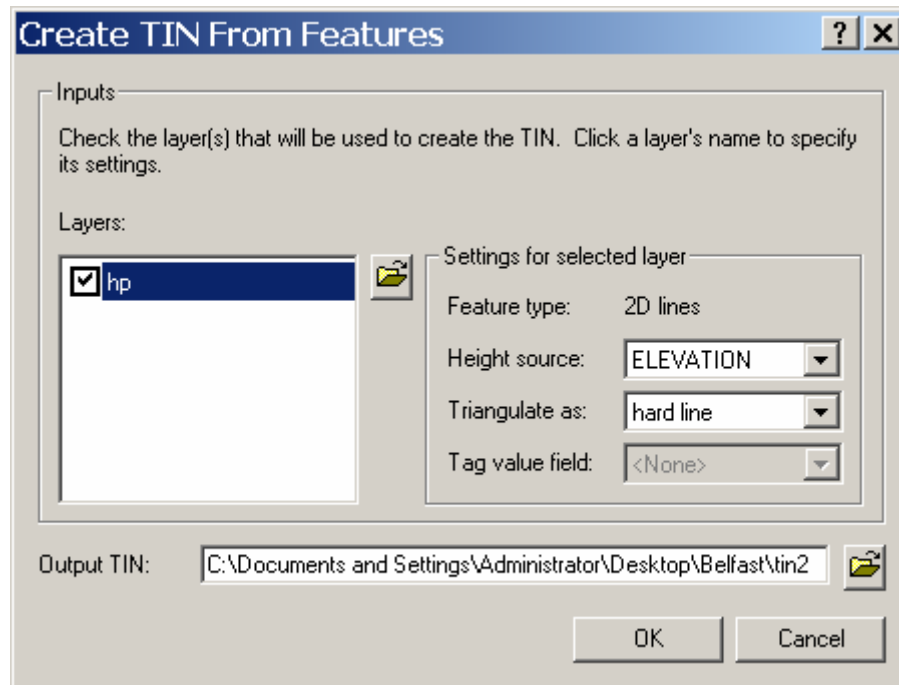 Create TIN From Features
Inputs
Check the layer(s) that will be used to create the TIN. Click a layer's name to specify
its settings.
Layers:
hp
Settings for selected layer
Feature type: 2D lines
Height source: ELEVATION
Triangulate as: hard line
Tag value field: <None>
Output TIN: C:\Documents and Settings\Administrator\Desktop\Belfast\tin2
OK Cancel